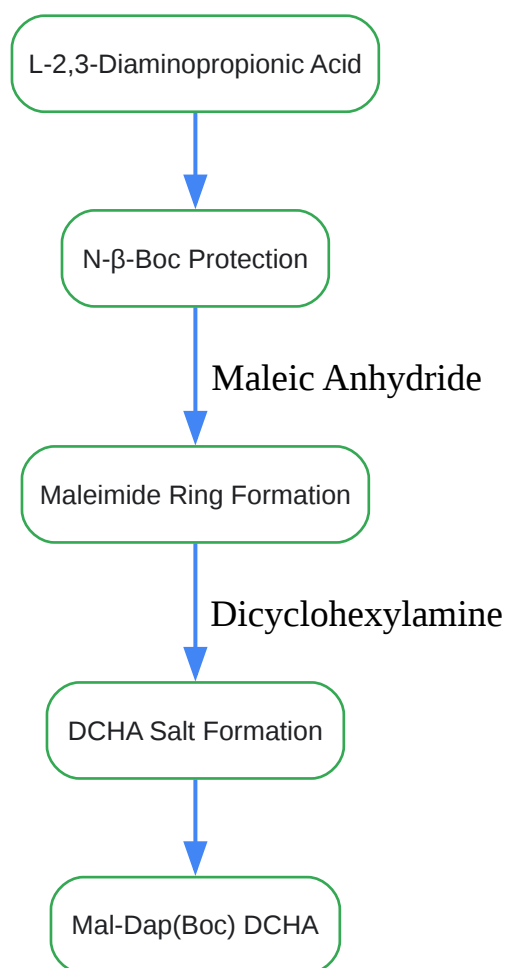 L-2,3-Diaminopropionic Acid
N-β-Boc Protection
Maleic Anhydride
Maleimide Ring Formation
Dicyclohexylamine
DCHA Salt Formation
Mal-Dap(Boc) DCHA